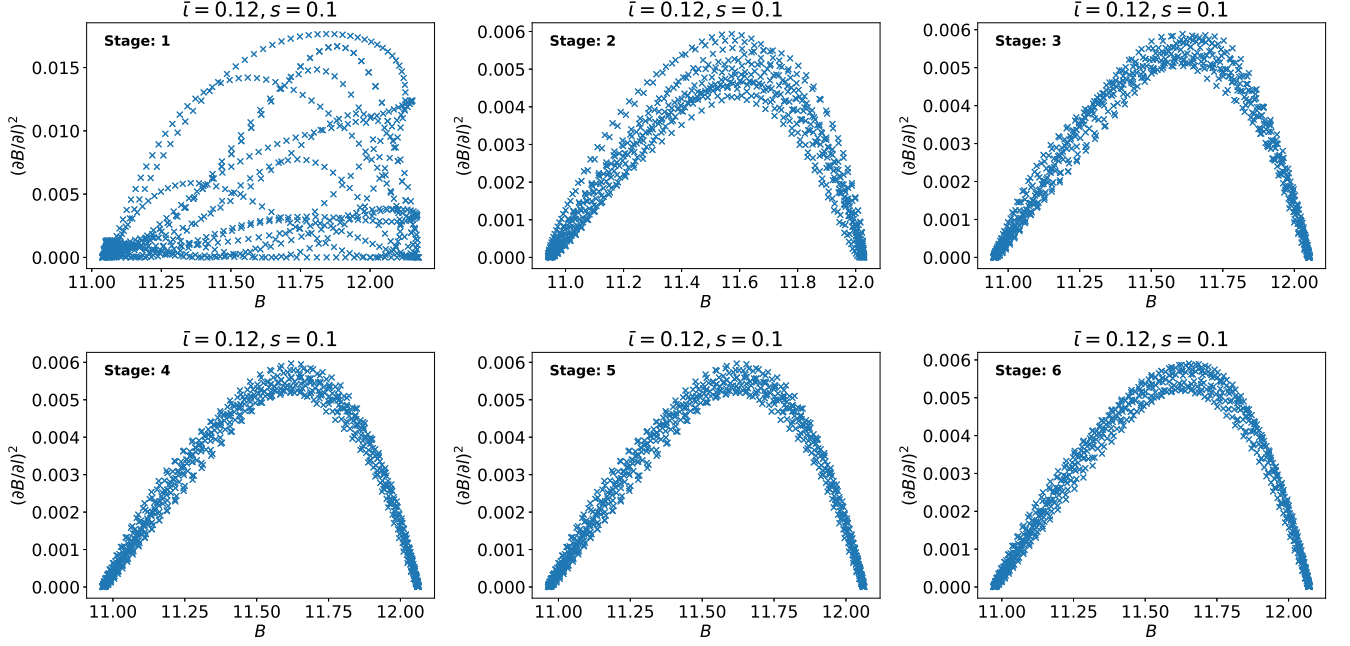 ῑ = 0.12, s = 0.1
Stage: 1
(∂B/∂l)²
0.015
0.010
0.005
0.000
11.00 11.25 11.50 11.75 12.00
B
ῑ = 0.12, s = 0.1
Stage: 2
(∂B/∂l)²
0.006
0.005
0.004
0.003
0.002
0.001
0.000
11.0 11.2 11.4 11.6 11.8 12.0
B
ῑ = 0.12, s = 0.1
Stage: 3
(∂B/∂l)²
0.006
0.005
0.004
0.003
0.002
0.001
0.000
11.00 11.25 11.50 11.75 12.00
B
ῑ = 0.12, s = 0.1
Stage: 4
(∂B/∂l)²
0.006
0.005
0.004
0.003
0.002
0.001
0.000
11.00 11.25 11.50 11.75 12.00
B
ῑ = 0.12, s = 0.1
Stage: 5
(∂B/∂l)²
0.006
0.005
0.004
0.003
0.002
0.001
0.000
11.00 11.25 11.50 11.75 12.00
B
ῑ = 0.12, s = 0.1
Stage: 6
(∂B/∂l)²
0.006
0.005
0.004
0.003
0.002
0.001
0.000
11.00 11.25 11.50 11.75 12.00
B